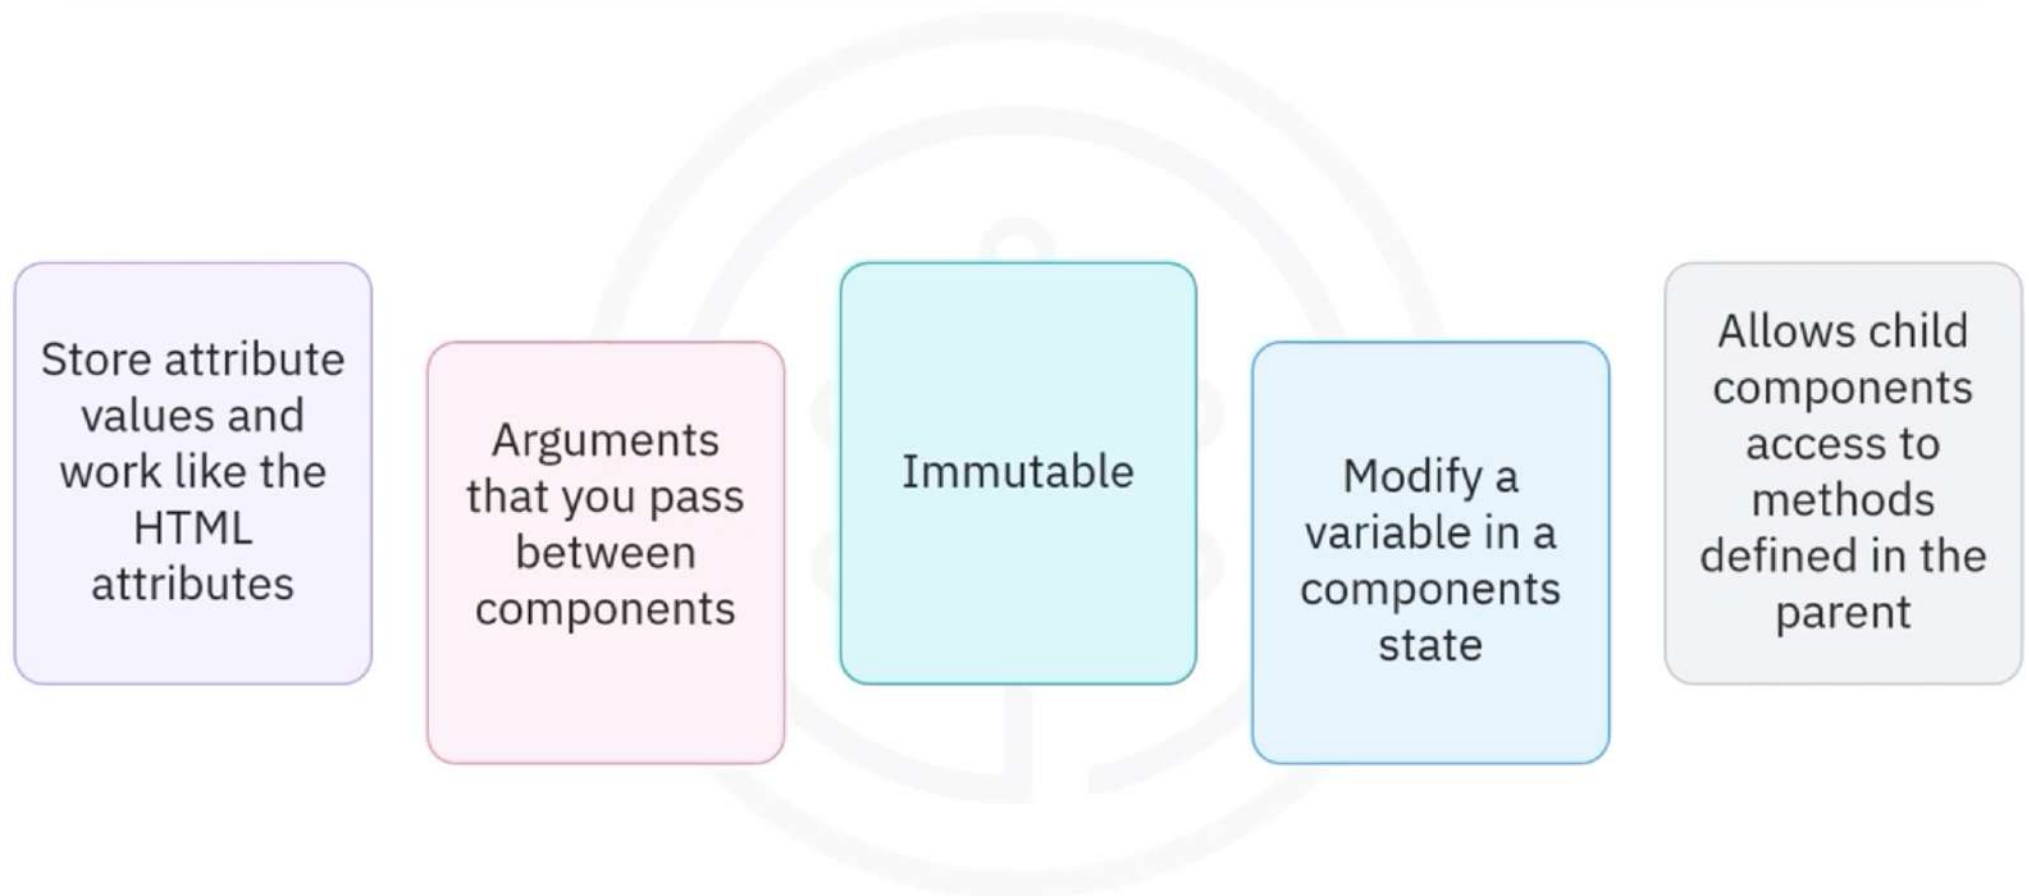 Store attribute
values and
work like the
HTML
attributes
Arguments
that you pass
between
components
Immutable
Modify a
variable in a
components
state
Allows child
components
access to
methods
defined in the
parent